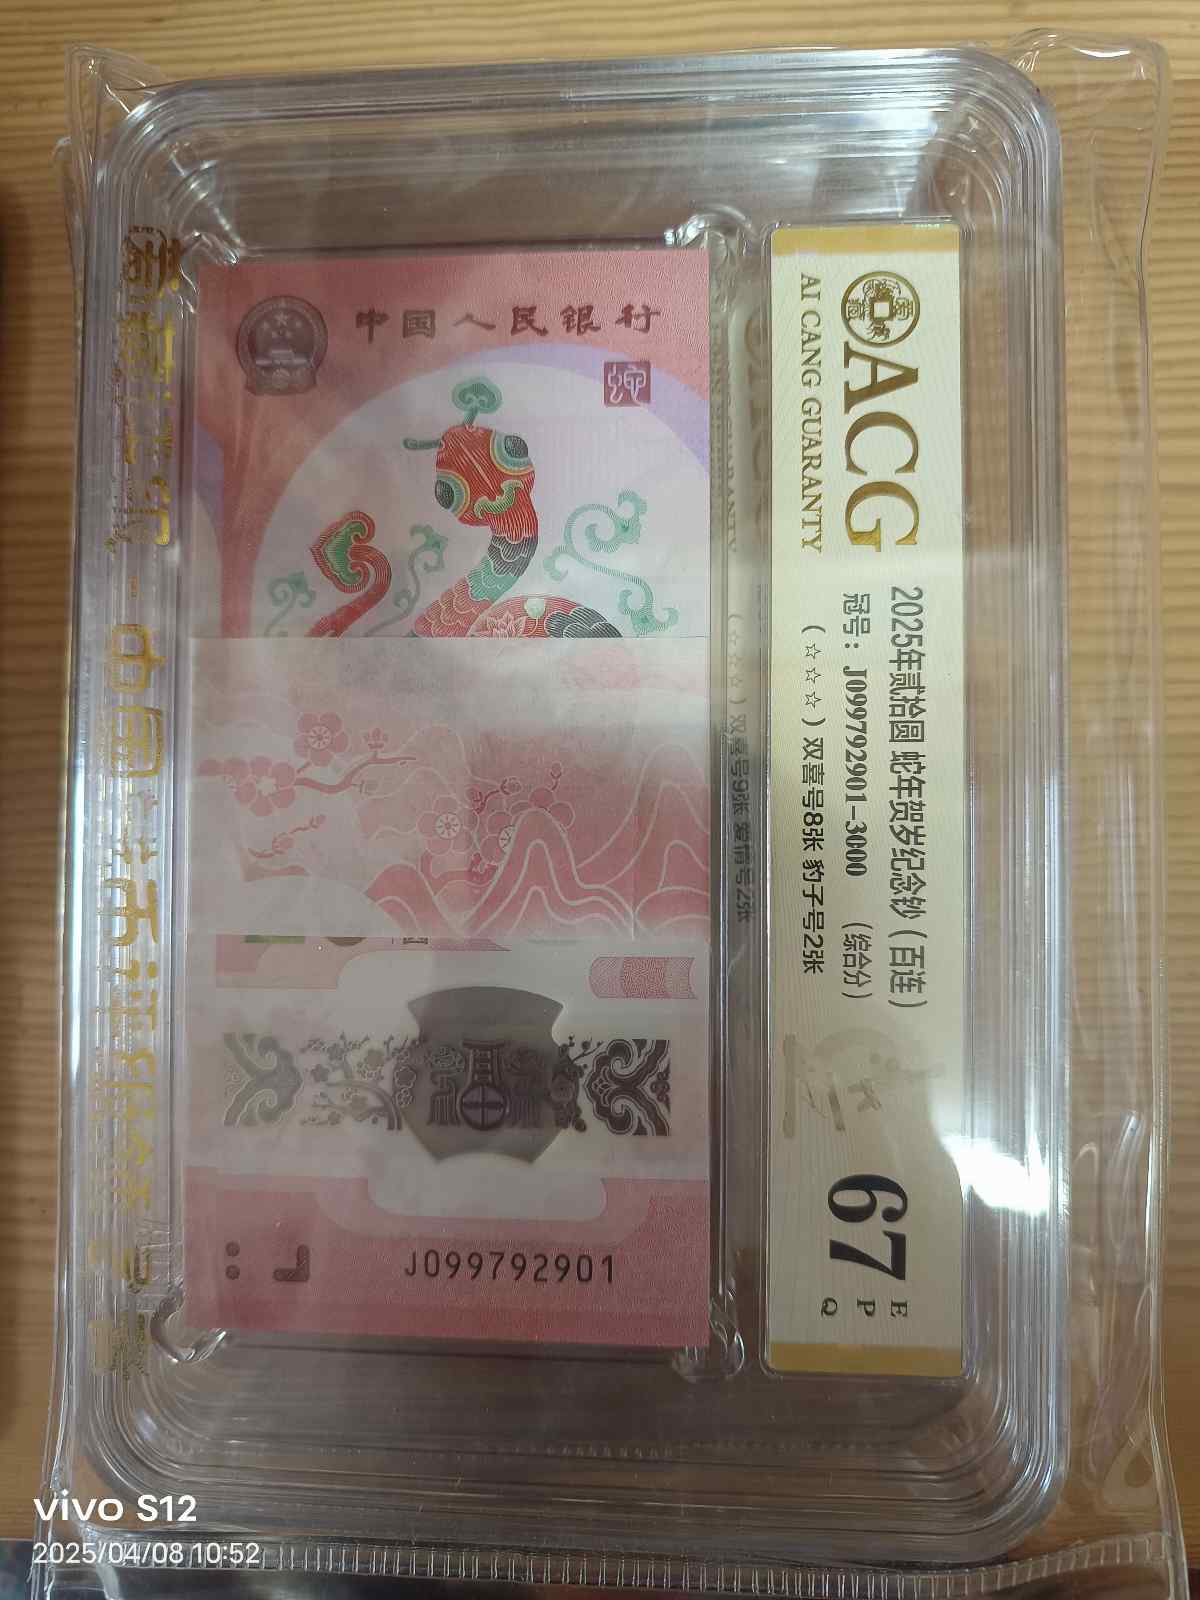 中国人民银行
蛇
J099792901
ACG
AI CANG GUARANTY
2025年贰拾圆 蛇年贺岁纪念钞（百连）
冠号：J099792901-3000 （综合分）
（☆☆☆）双喜号8张 豹子号2张
67
E
P
Q
vivo S12
2025/04/08 10:52